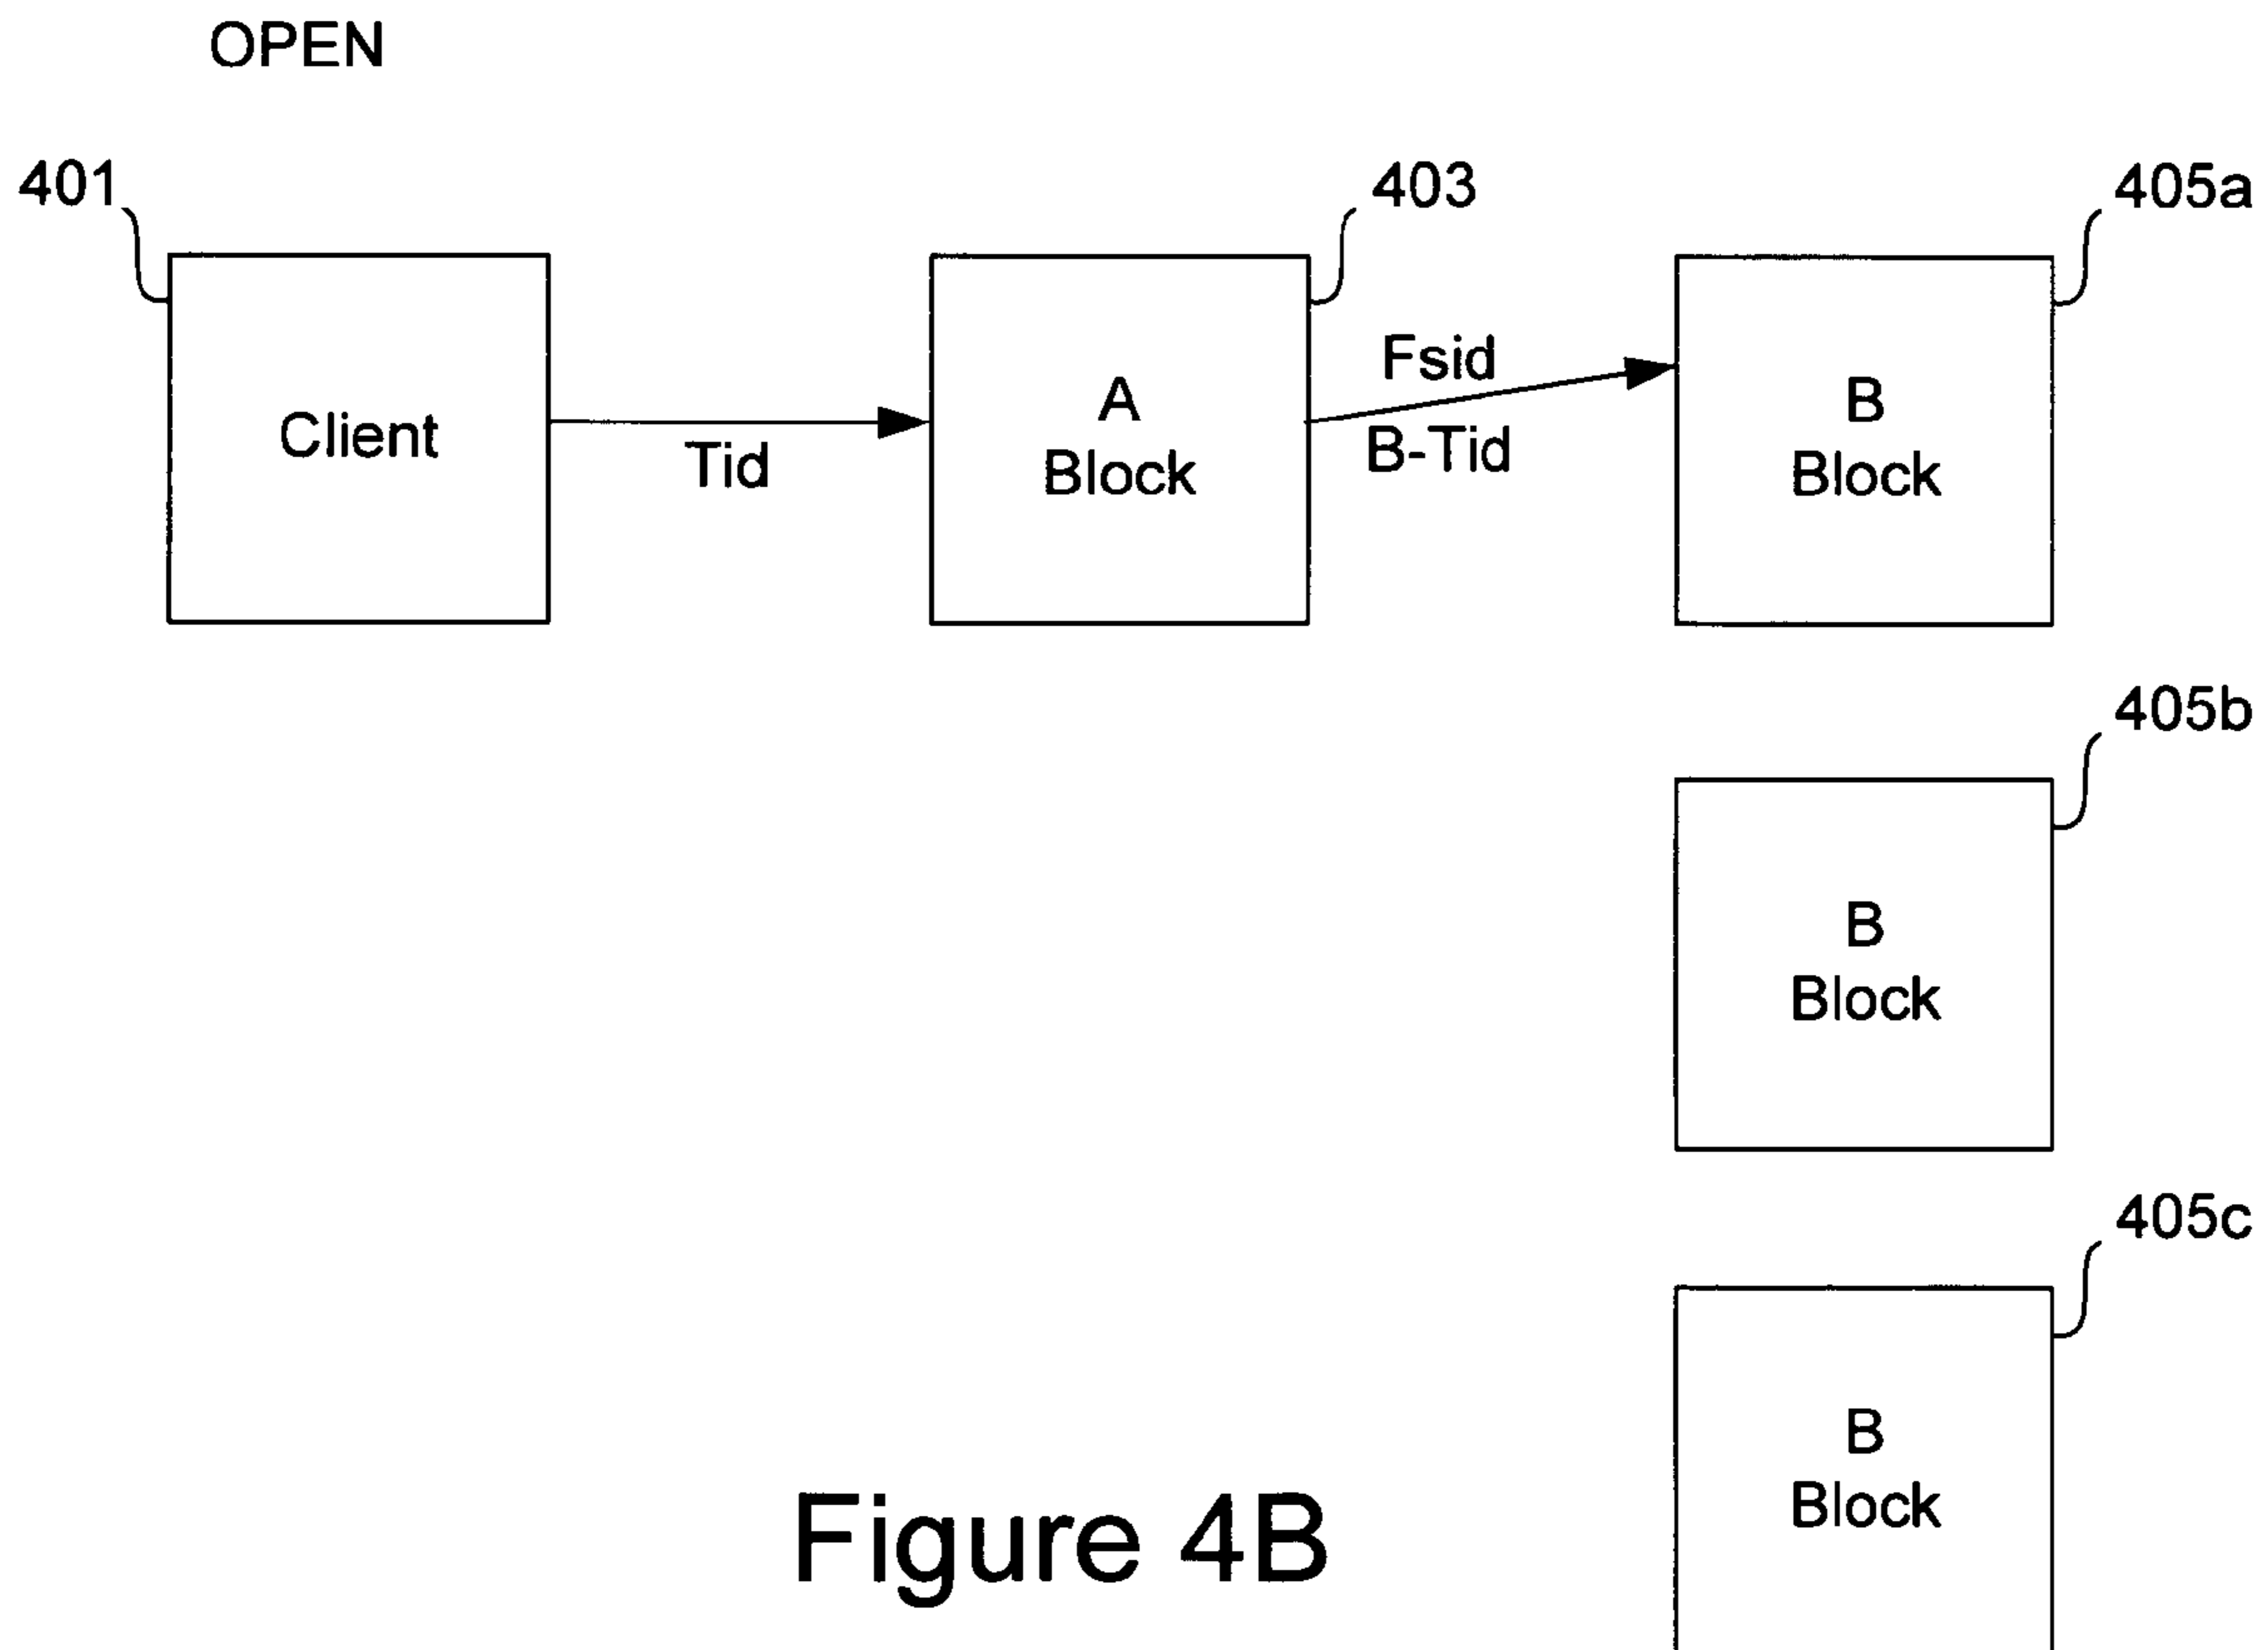 OPEN
401
403
405a
Client
Tid
A
Block
Fsid
B-Tid
B
Block
405b
B
Block
405c
B
Block
Figure 4B